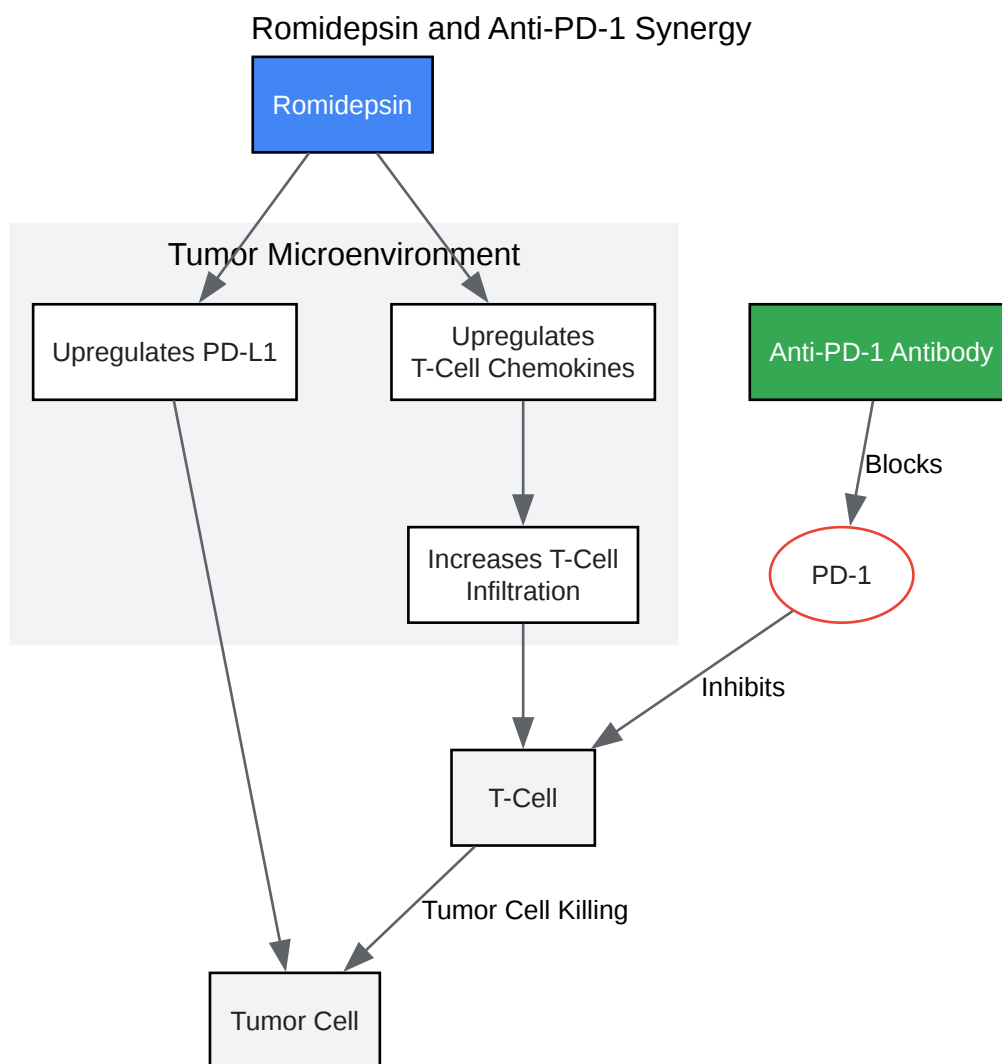 Romidepsin and Anti-PD-1 Synergy
Romidepsin
Tumor Microenvironment
Upregulates PD-L1
Upregulates
T-Cell Chemokines
Anti-PD-1 Antibody
Blocks
Increases T-Cell
Infiltration
PD-1
Inhibits
T-Cell
Tumor Cell Killing
Tumor Cell